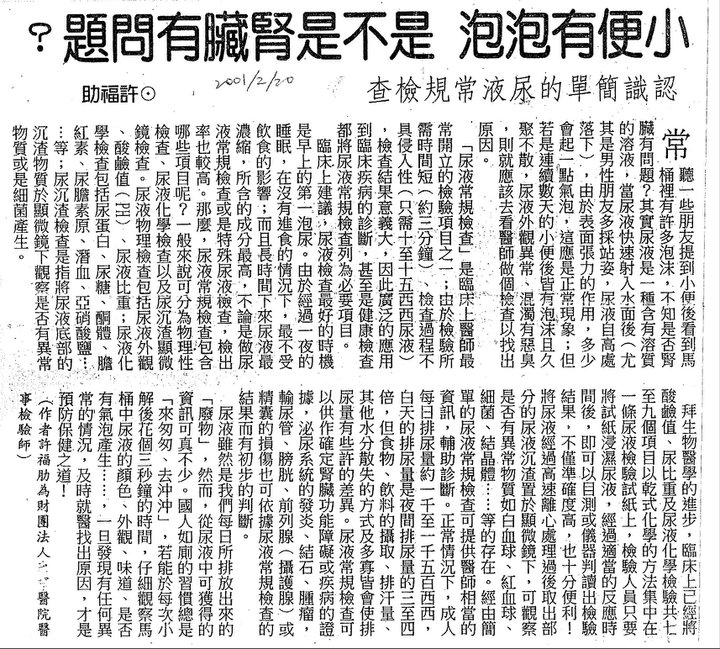 小便有泡泡 是不是腎臟有問題?
認識簡單的尿液常規檢查
2001/2/20
⊙許福助
常聽一些朋友提到小便後看到馬
桶裡有許多泡沫,不知是否腎
臟有問題?其實尿液是一種含有溶質
的溶液,當尿液快速射入水面後(尤
其是男性朋友多採站姿,尿液自高處
落下),由於表面張力的作用,多少
會起一點氣泡,這應是正常現象;但
若是連續數天的小便後皆有泡沫且久
聚不散,尿液外觀異常、混濁有惡臭
,則就應該去看醫師做個檢查以找出
原因。
「尿液常規檢查」是臨床上醫師最
常開立的檢驗項目之一;由於檢驗所
需時間短(約三分鐘)、檢查過程不
具侵入性(只需十至十五西西尿液)
,檢查結果意義大,因此廣泛的應用
到臨床疾病的診斷,甚至是健康檢查
都將尿液常規檢查列為必要項目。
臨床上建議,尿液檢查最好的時機
是早上的第一泡尿。由於經過一夜的
睡眠,在沒有進食的情況下,最不受
飲食的影響;而且長時間下來尿液最
濃縮,所含的成分最高,不論是做尿
液常規檢查或是特殊尿液檢查,檢出
率也較高。那麼,尿液常規檢查包含
哪些項目呢?一般來說可分為物理性
檢查、尿液化學檢查以及尿沉渣顯微
鏡檢查。尿液物理檢查包括尿液外觀
、酸鹼值(PH)、尿液比重;尿液化
學檢查包括尿蛋白、尿糖、酮體、膽
紅素、尿膽素原、潛血、亞硝酸鹽…
…等;尿沉渣檢查是指將尿液底部的
沉渣物質於顯微鏡下觀察是否有異常
物質或是細菌產生。
拜生物醫學的進步,臨床上已經將
酸鹼值、尿比重及尿液化學檢驗共七
至九個項目以乾式化學的方法集中在
一條尿液檢驗試紙上,檢驗人員只要
將試紙浸濕尿液,經過適當的反應時
間後,即可以目測或儀器判讀出檢驗
結果,不僅準確度高,也十分便利!
將尿液經過高速離心處理過後取出部
分的尿液沉渣置於顯微鏡下,可觀察
是否有異常物質如白血球、紅血球、
細菌、結晶體……等的存在。經由簡
單的尿液常規檢查可提供醫師相當的
資訊,輔助診斷。正常情況下,成人
每日排尿量約一千至一千五百西西,
白天的排尿量是夜間排尿量的三至四
倍,但食物、飲料的攝取、排汗量、
其他水分散失的方式及多寡皆會使排
尿量有些許的差異。尿液常規檢查可
以供作確定腎臟功能障礙或疾病的證
據,泌尿系統的發炎、結石、腫瘤,
輸尿管、膀胱、前列腺(攝護腺)或
精囊的損傷也可依據尿液常規檢查的
結果而有初步的判斷。
尿液雖然是我們每日所排放出來的
「廢物」,然而,從尿液中可獲得的
資訊可真不少。國人如廁的習慣總是
「來匆匆、去沖沖」,若能於每次小
解後花個三秒鐘的時間,仔細觀察馬
桶中尿液的顏色、外觀、味道、是否
有氣泡產生……,一旦發現有任何異
常的情況,及時就醫找出原因,才是
預防保健之道!
(作者許福助為財團法人 醫院醫
事檢驗師)